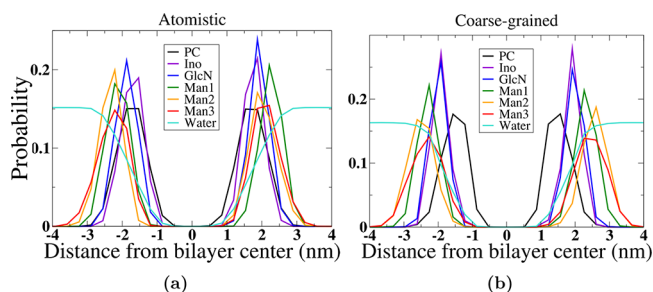 Atomistic
Coarse-grained
Probability
0.2
0.1
0
PC
Ino
GlcN
Man1
Man2
Man3
Water
-4 -3 -2 -1 0 1 2 3 4
Distance from bilayer center (nm)
(a)
0.2
0.1
0
PC
Ino
GlcN
Man1
Man2
Man3
Water
-4 -3 -2 -1 0 1 2 3 4
Distance from bilayer center (nm)
(b)